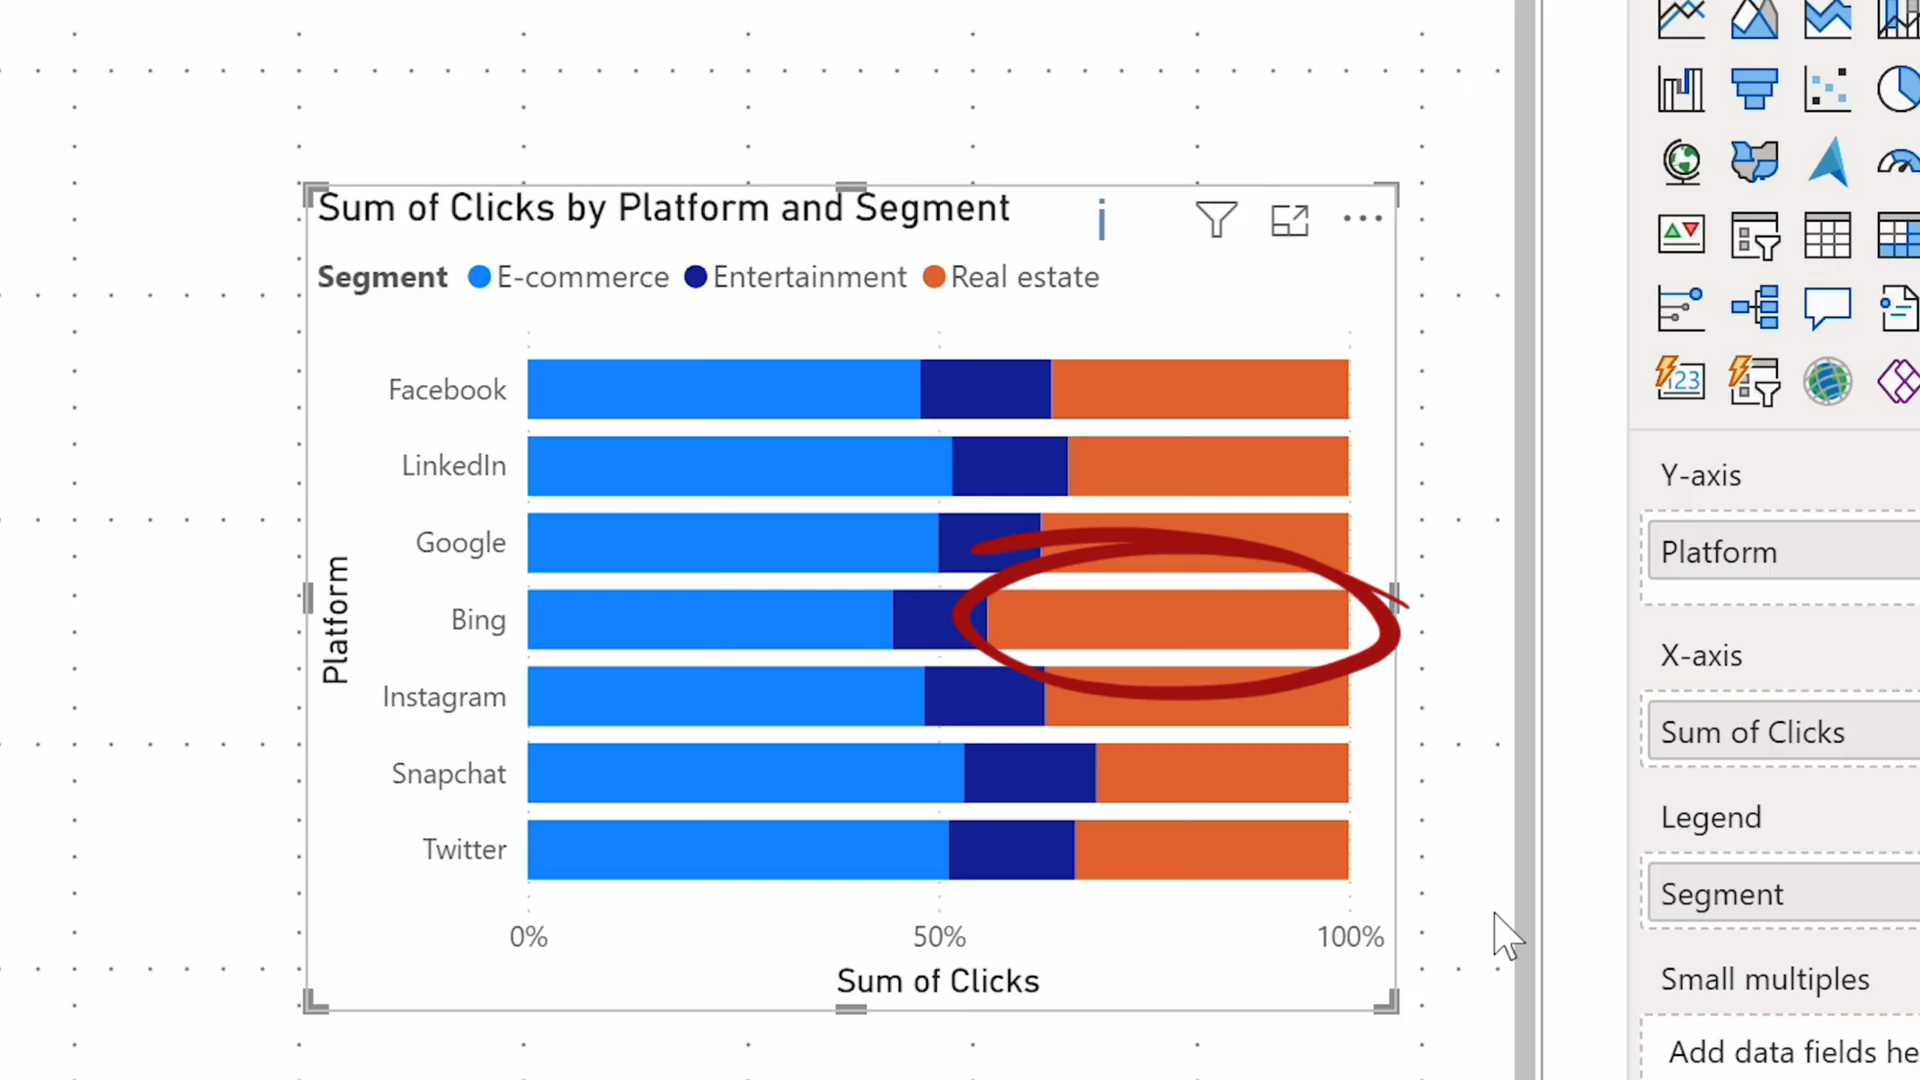 Sum of Clicks by Platform and Segment
Segment E-commerce Entertainment Real estate
Platform
Facebook
LinkedIn
Google
Bing
Instagram
Snapchat
Twitter
0% 50% 100%
Sum of Clicks
123
Y-axis
Platform
X-axis
Sum of Clicks
Legend
Segment
Small multiples
Add data fields he